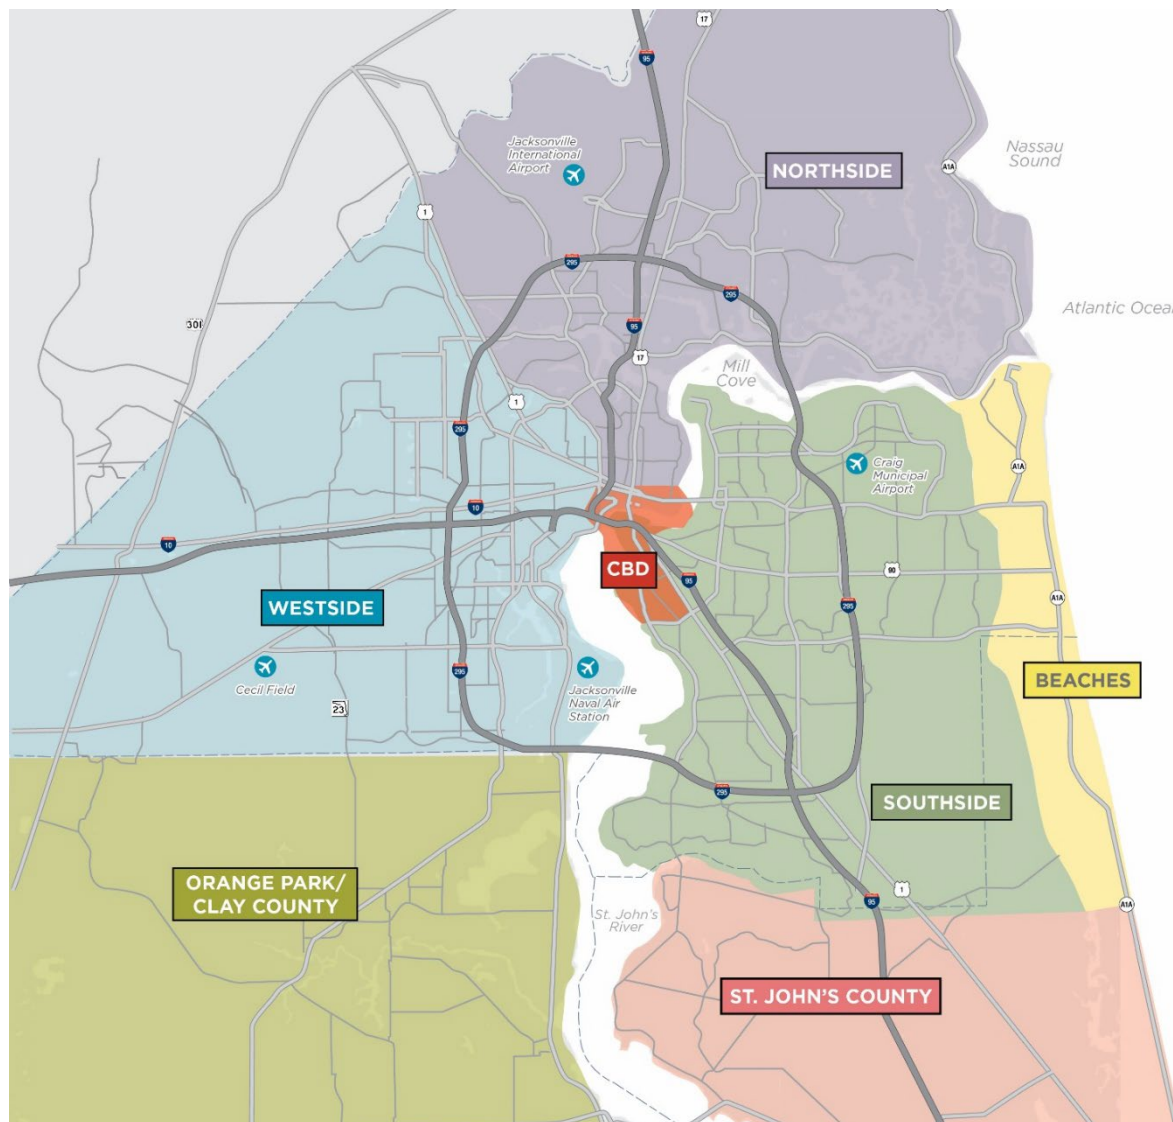 17
95
Jacksonville
International
Airport
NORTHSIDE
Nassau
Sound
A1A
1
295
295
Atlantic Ocea
301
95
17
Mill
Cove
1
295
A1A
Craig
Municipal
Airport
10
10
CBD
95
90
295
A1A
WESTSIDE
295
Cecil Field
Jacksonville
Naval Air
Station
BEACHES
23
295
SOUTHSIDE
ORANGE PARK/
CLAY COUNTY
1
95
A1A
St. John's
River
ST. JOHN'S COUNTY